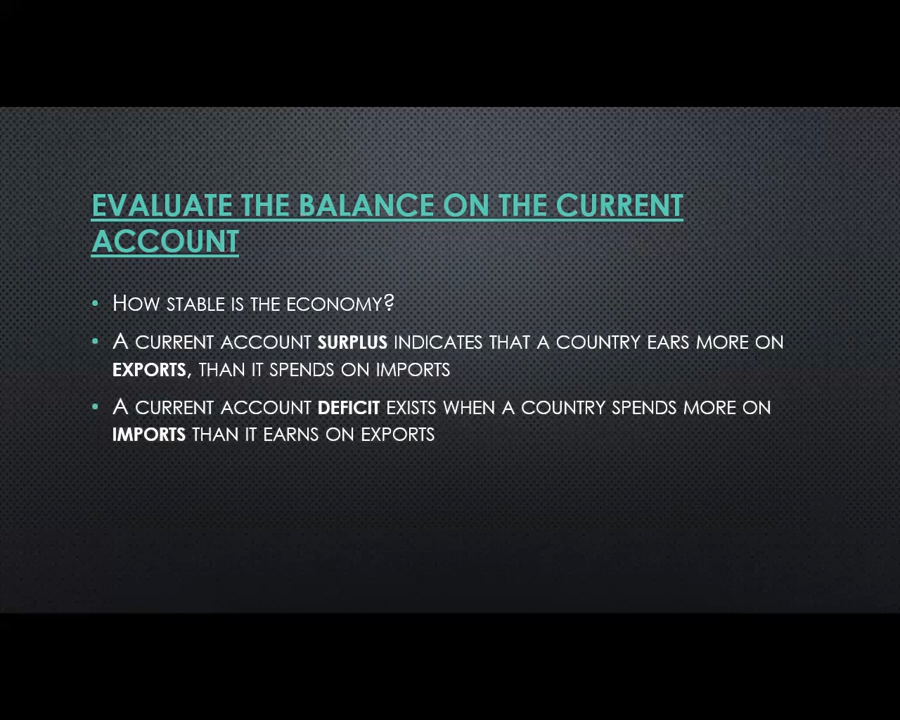 EVALUATE THE BALANCE ON THE CURRENT
ACCOUNT
• HOW STABLE IS THE ECONOMY?
• A CURRENT ACCOUNT SURPLUS INDICATES THAT A COUNTRY EARS MORE ON
EXPORTS, THAN IT SPENDS ON IMPORTS
• A CURRENT ACCOUNT DEFICIT EXISTS WHEN A COUNTRY SPENDS MORE ON
IMPORTS THAN IT EARNS ON EXPORTS